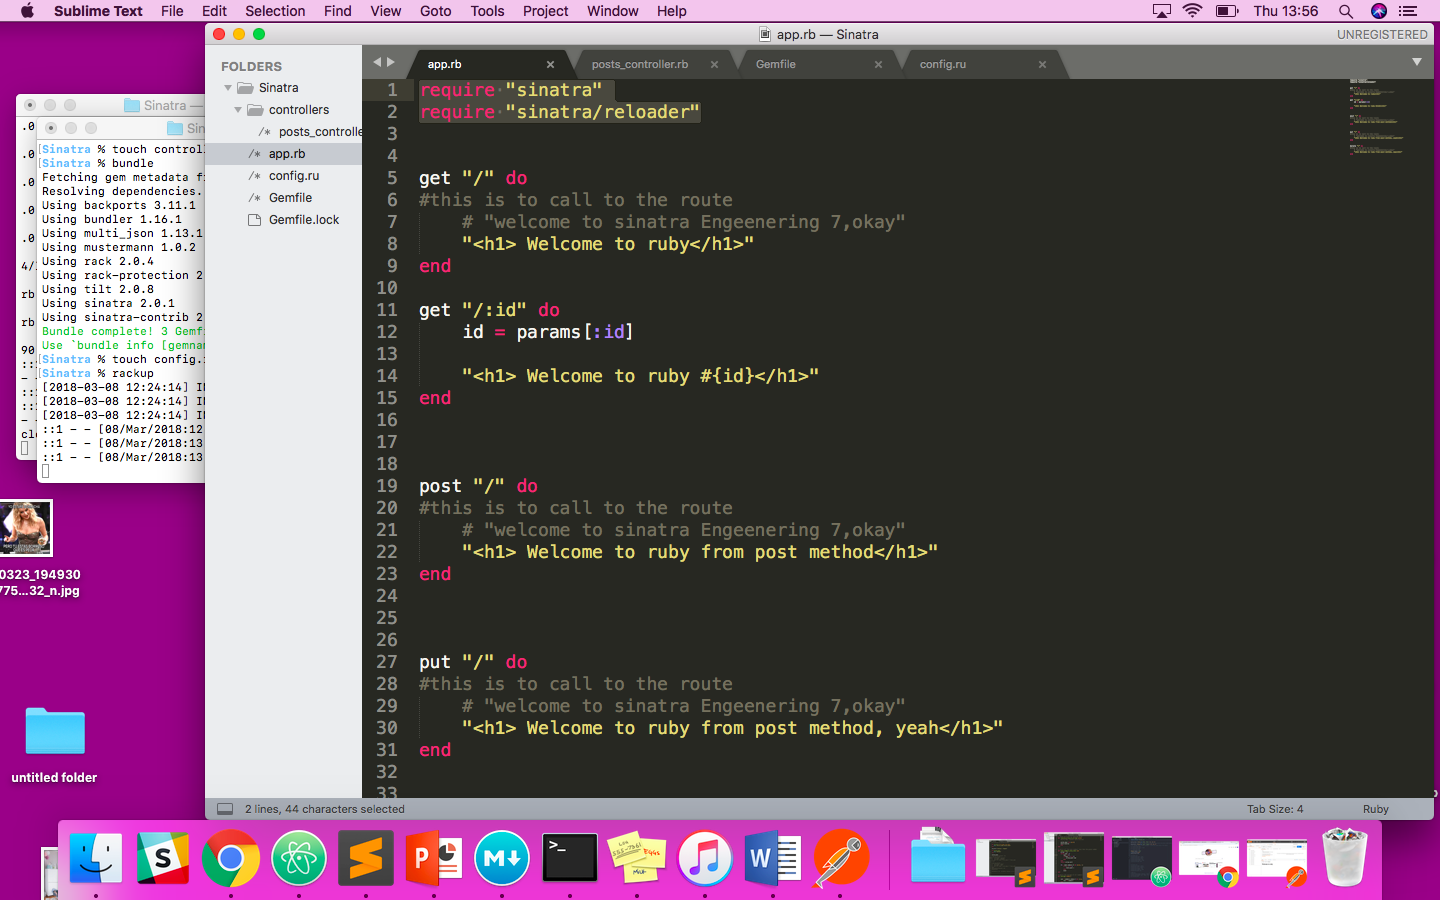 Sublime Text File Edit Selection Find View Goto Tools Project Window Help Thu 13:56
app.rb — Sinatra UNREGISTERED
FOLDERS
Sinatra
controllers
/* posts_controlle
/* app.rb
/* config.ru
/* Gemfile
Gemfile.lock
app.rb × posts_controller.rb × Gemfile × config.ru ×
1 require "sinatra"
2 require "sinatra/reloader"
3
4
5 get "/" do
6 #this is to call to the route
7 # "welcome to sinatra Engeenering 7,okay"
8 "<h1> Welcome to ruby</h1>"
9 end
10
11 get "/:id" do
12 id = params[:id]
13
14 "<h1> Welcome to ruby #{id}</h1>"
15 end
16
17
18
19 post "/" do
20 #this is to call to the route
21 # "welcome to sinatra Engeenering 7,okay"
22 "<h1> Welcome to ruby from post method</h1>"
23 end
24
25
26
27 put "/" do
28 #this is to call to the route
29 # "welcome to sinatra Engeenering 7,okay"
30 "<h1> Welcome to ruby from post method, yeah</h1>"
31 end
32
33
2 lines, 44 characters selected Tab Size: 4 Ruby
Sinatra —
Sin
Sinatra % touch control
Sinatra % bundle
Fetching gem metadata f
Resolving dependencies.
Using backports 3.11.1
Using bundler 1.16.1
Using multi_json 1.13.1
Using mustermann 1.0.2
Using rack 2.0.4
Using rack-protection 2
Using tilt 2.0.8
Using sinatra 2.0.1
Using sinatra-contrib 2
Bundle complete! 3 Gemf
Use `bundle info [gemna
Sinatra % touch config.
Sinatra % rackup
[2018-03-08 12:24:14] I
[2018-03-08 12:24:14] I
[2018-03-08 12:24:14] I
::1 - - [08/Mar/2018:12
::1 - - [08/Mar/2018:13
::1 - - [08/Mar/2018:13
.0
.0
.0
.0
.0
4/
rb
rb
90
cl
0323_194930
775...32_n.jpg
untitled folder